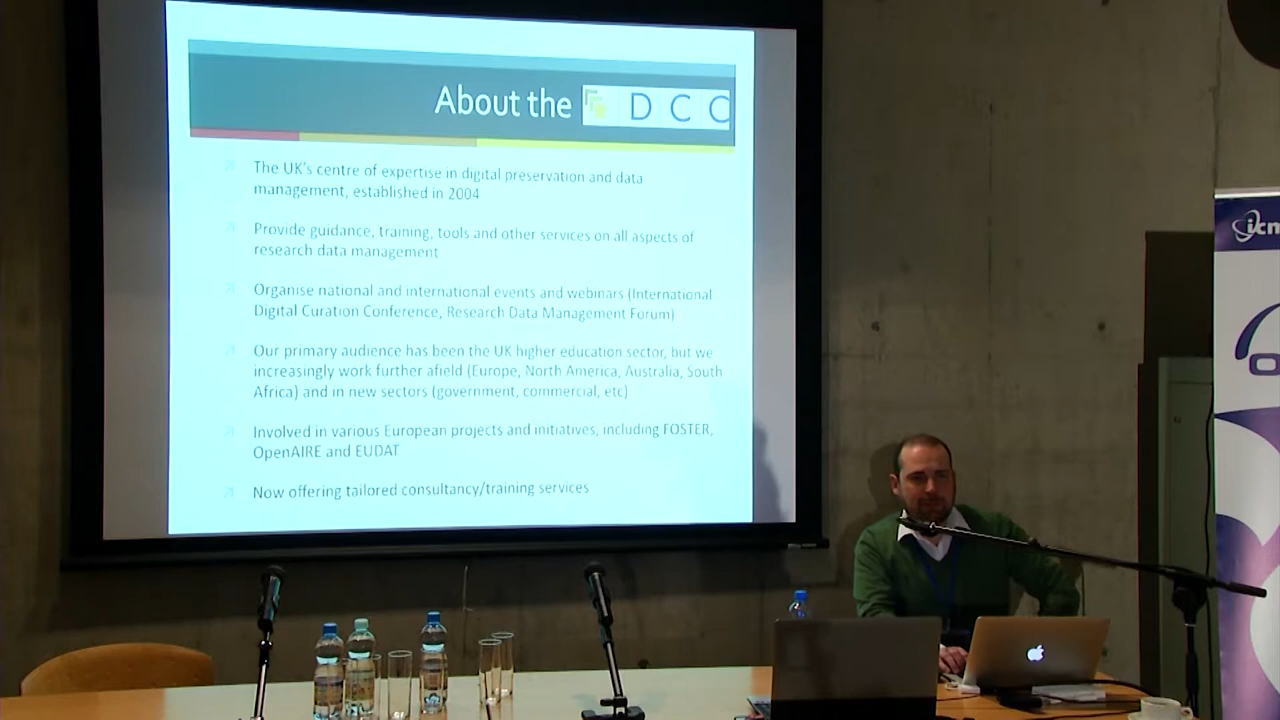 About the DCC
The UK's centre of expertise in digital preservation and data
management, established in 2004
Provide guidance, training, tools and other services on all aspects of
research data management
Organise national and international events and webinars (International
Digital Curation Conference, Research Data Management Forum)
Our primary audience has been the UK higher education sector, but we
increasingly work further afield (Europe, North America, Australia, South
Africa) and in new sectors (government, commercial, etc)
Involved in various European projects and initiatives, including FOSTER,
OpenAIRE and EUDAT
Now offering tailored consultancy/training services
icm